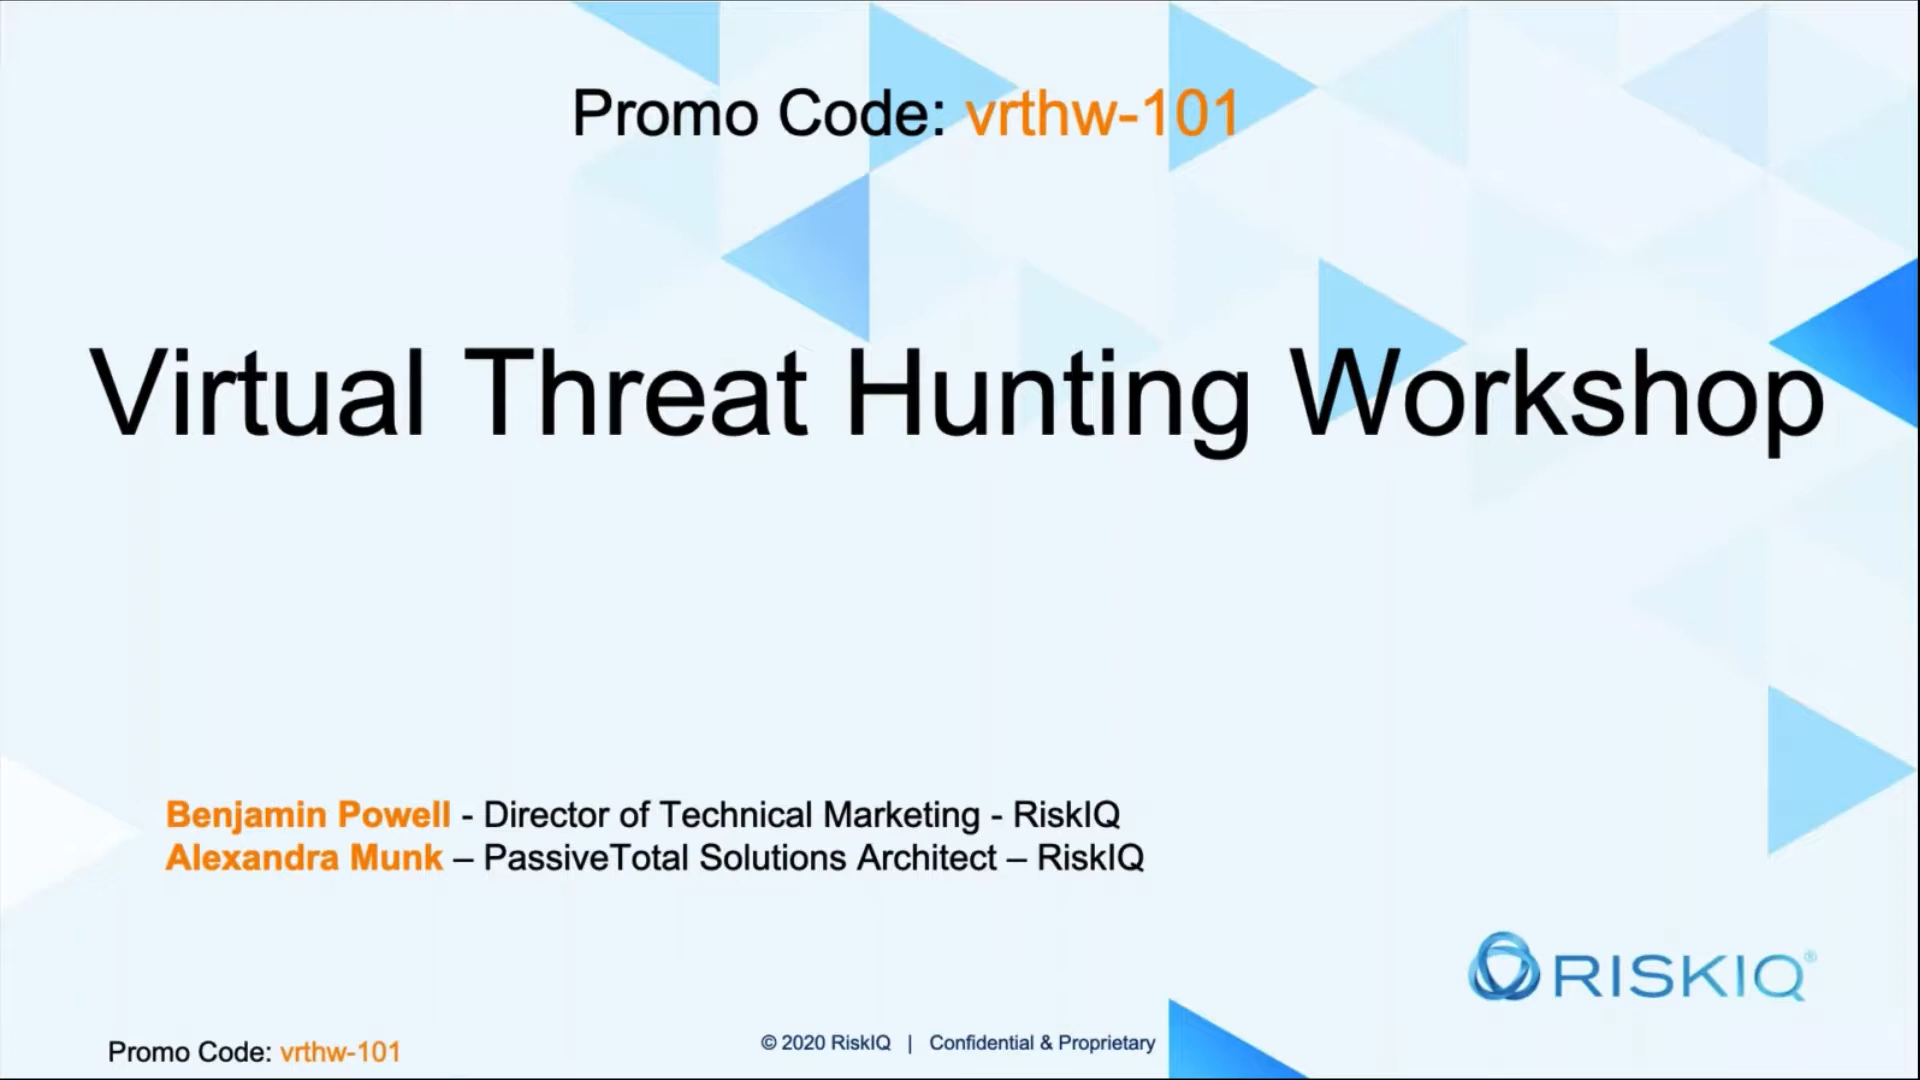 Promo Code: vrthw-101
Virtual Threat Hunting Workshop
Benjamin Powell - Director of Technical Marketing - RiskIQ
Alexandra Munk – PassiveTotal Solutions Architect – RiskIQ
RISKIQ®
Promo Code: vrthw-101
© 2020 RiskIQ | Confidential & Proprietary